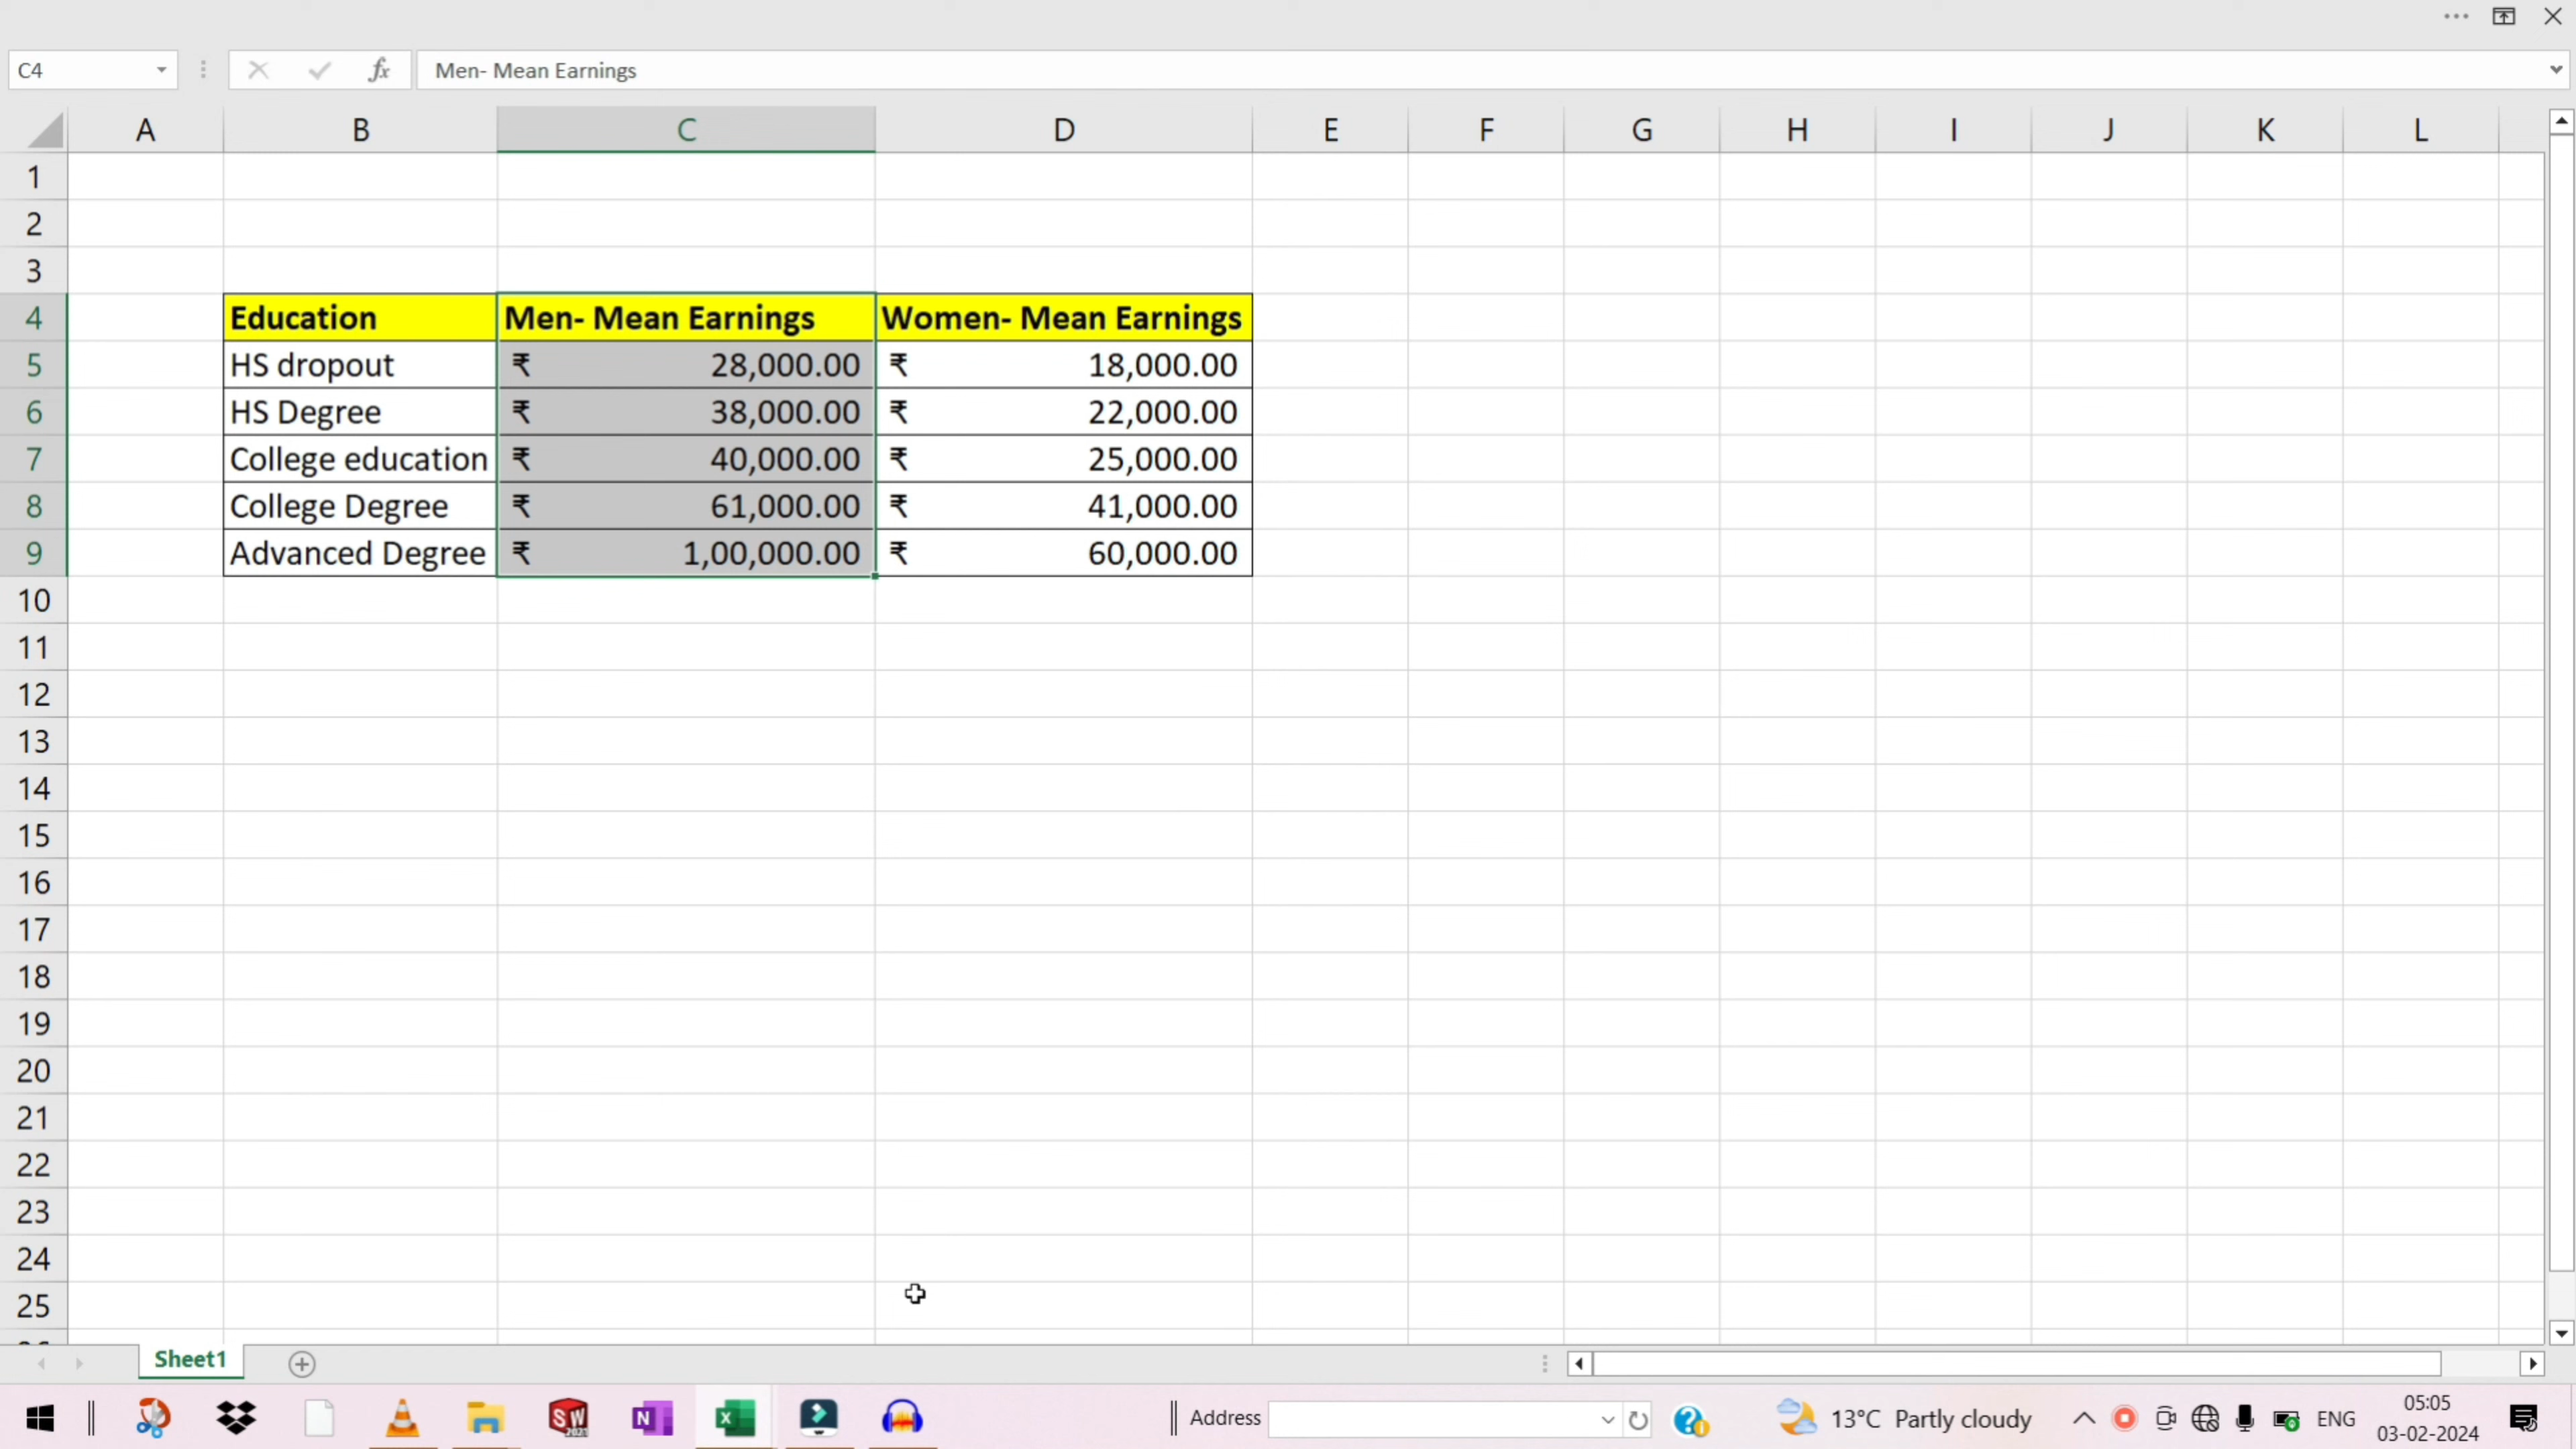 C4 fx Men- Mean Earnings
A B C D E F G H I J K L
1
2
3
4 Education Men- Mean Earnings Women- Mean Earnings
5 HS dropout ₹ 28,000.00 ₹ 18,000.00
6 HS Degree ₹ 38,000.00 ₹ 22,000.00
7 College education ₹ 40,000.00 ₹ 25,000.00
8 College Degree ₹ 61,000.00 ₹ 41,000.00
9 Advanced Degree ₹ 1,00,000.00 ₹ 60,000.00
10
11
12
13
14
15
16
17
18
19
20
21
22
23
24
25
Sheet1
SW 2021 N X Address 13°C Partly cloudy ENG 05:05
03-02-2024